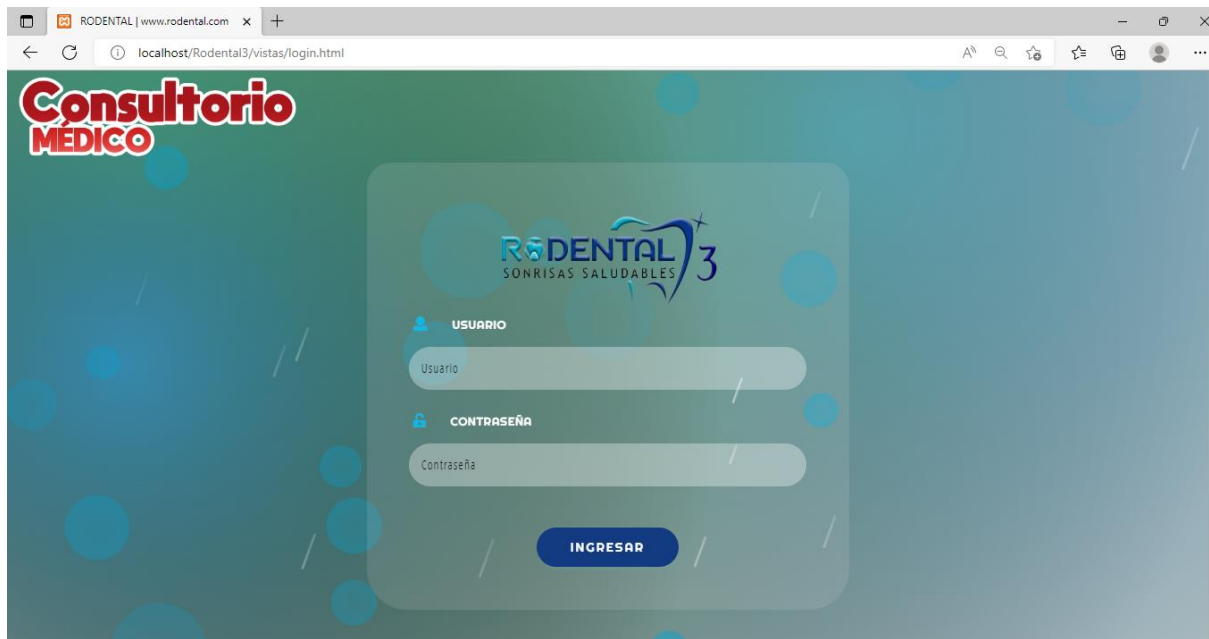 RODENTAL | www.rodental.com
localhost/Rodental3/vistas/login.html
Consultorio
MÉDICO
RODENTAL 3
SONRISAS SALUDABLES
USUARIO
Usuario
CONTRASEÑA
Contraseña
INGRESAR